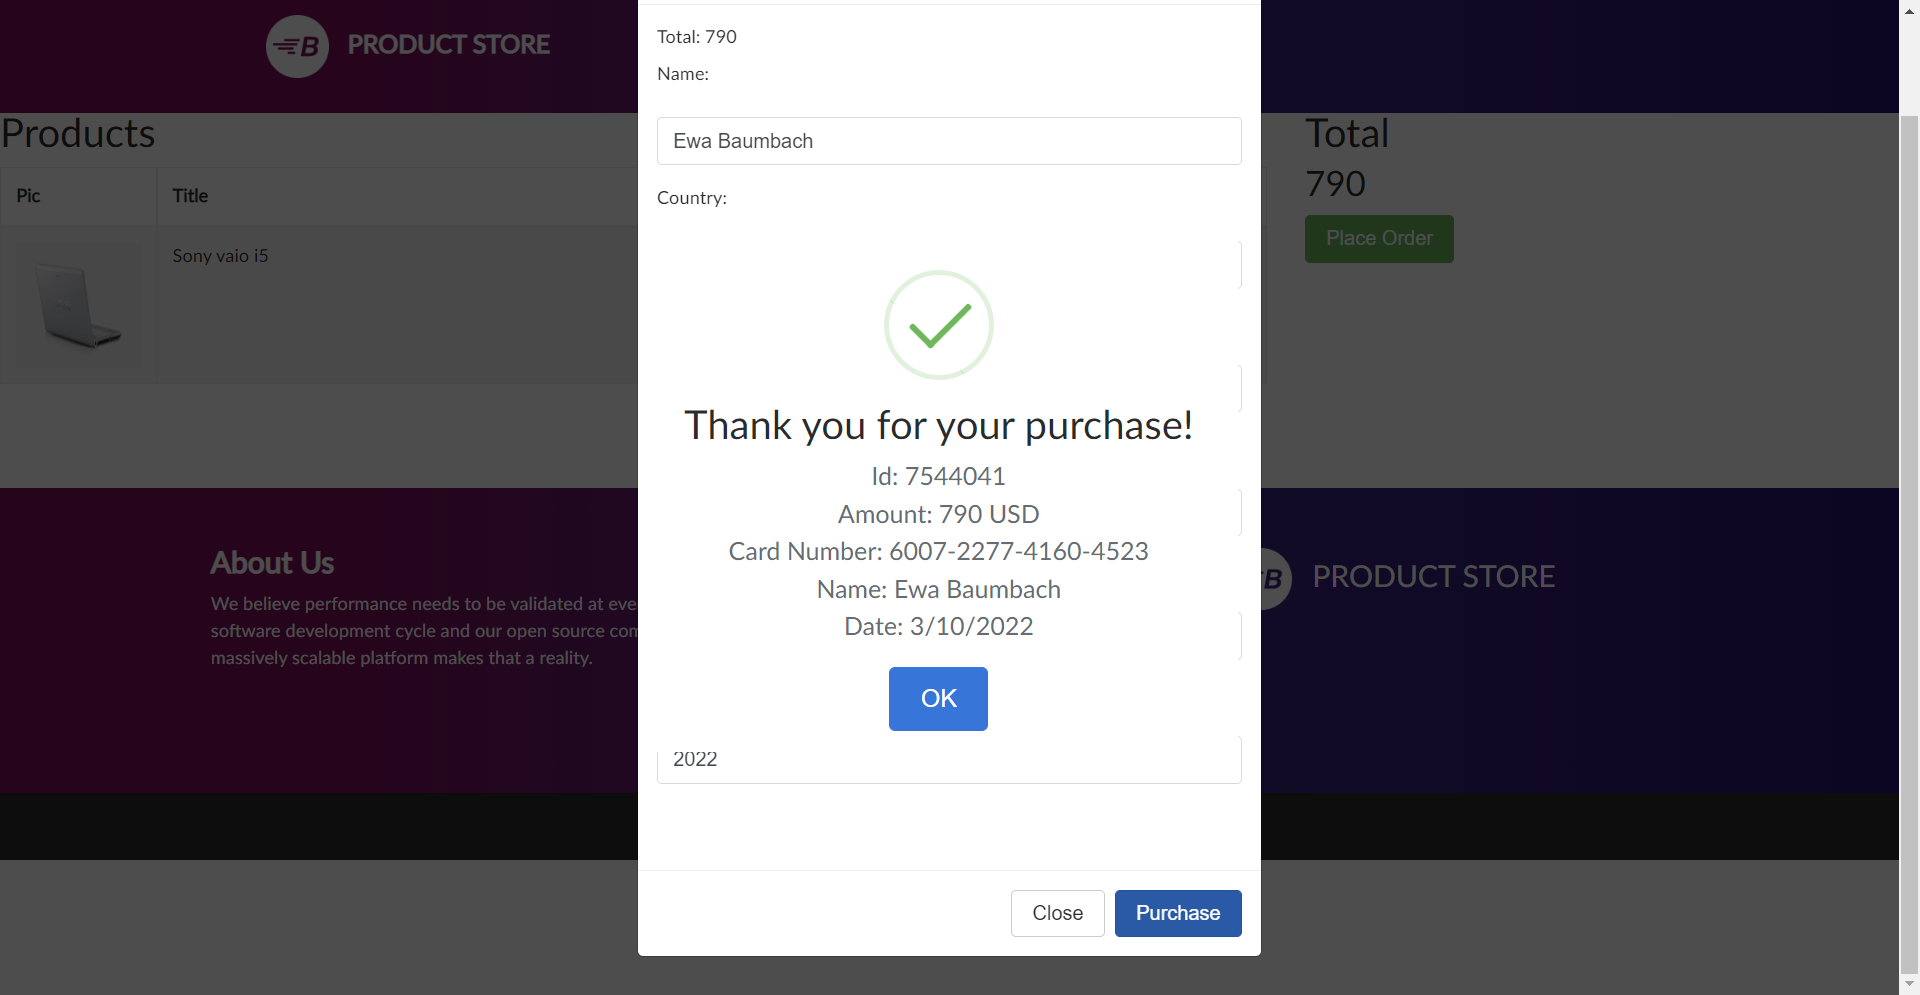 B PRODUCT STORE
Products
Pic Title
Sony vaio i5
Total: 790
Name:
Ewa Baumbach
Country:
Thank you for your purchase!
Id: 7544041
Amount: 790 USD
Card Number: 6007-2277-4160-4523
Name: Ewa Baumbach
Date: 3/10/2022
OK
2022
Close Purchase
Total
790
Place Order
About Us
We believe performance needs to be validated at eve
software development cycle and our open source com
massively scalable platform makes that a reality.
B PRODUCT STORE